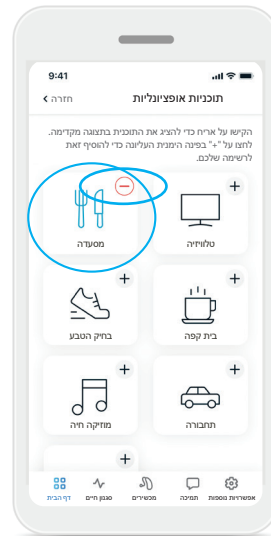 9:41
תוכניות אופציונליות
חזרה
הקישו על אריח כדי להציג את התוכנית בתצוגה מקדימה.
לחצו על "+" בפינה הימנית העליונה כדי להוסיף זאת
לרשימה שלכם.
טלוויזיה
מסעדה
בית קפה
בחיק הטבע
תחבורה
מוזיקה חיה
אפשרויות נוספות
תמיכה
מכשירים
סגנון חיים
דף הבית